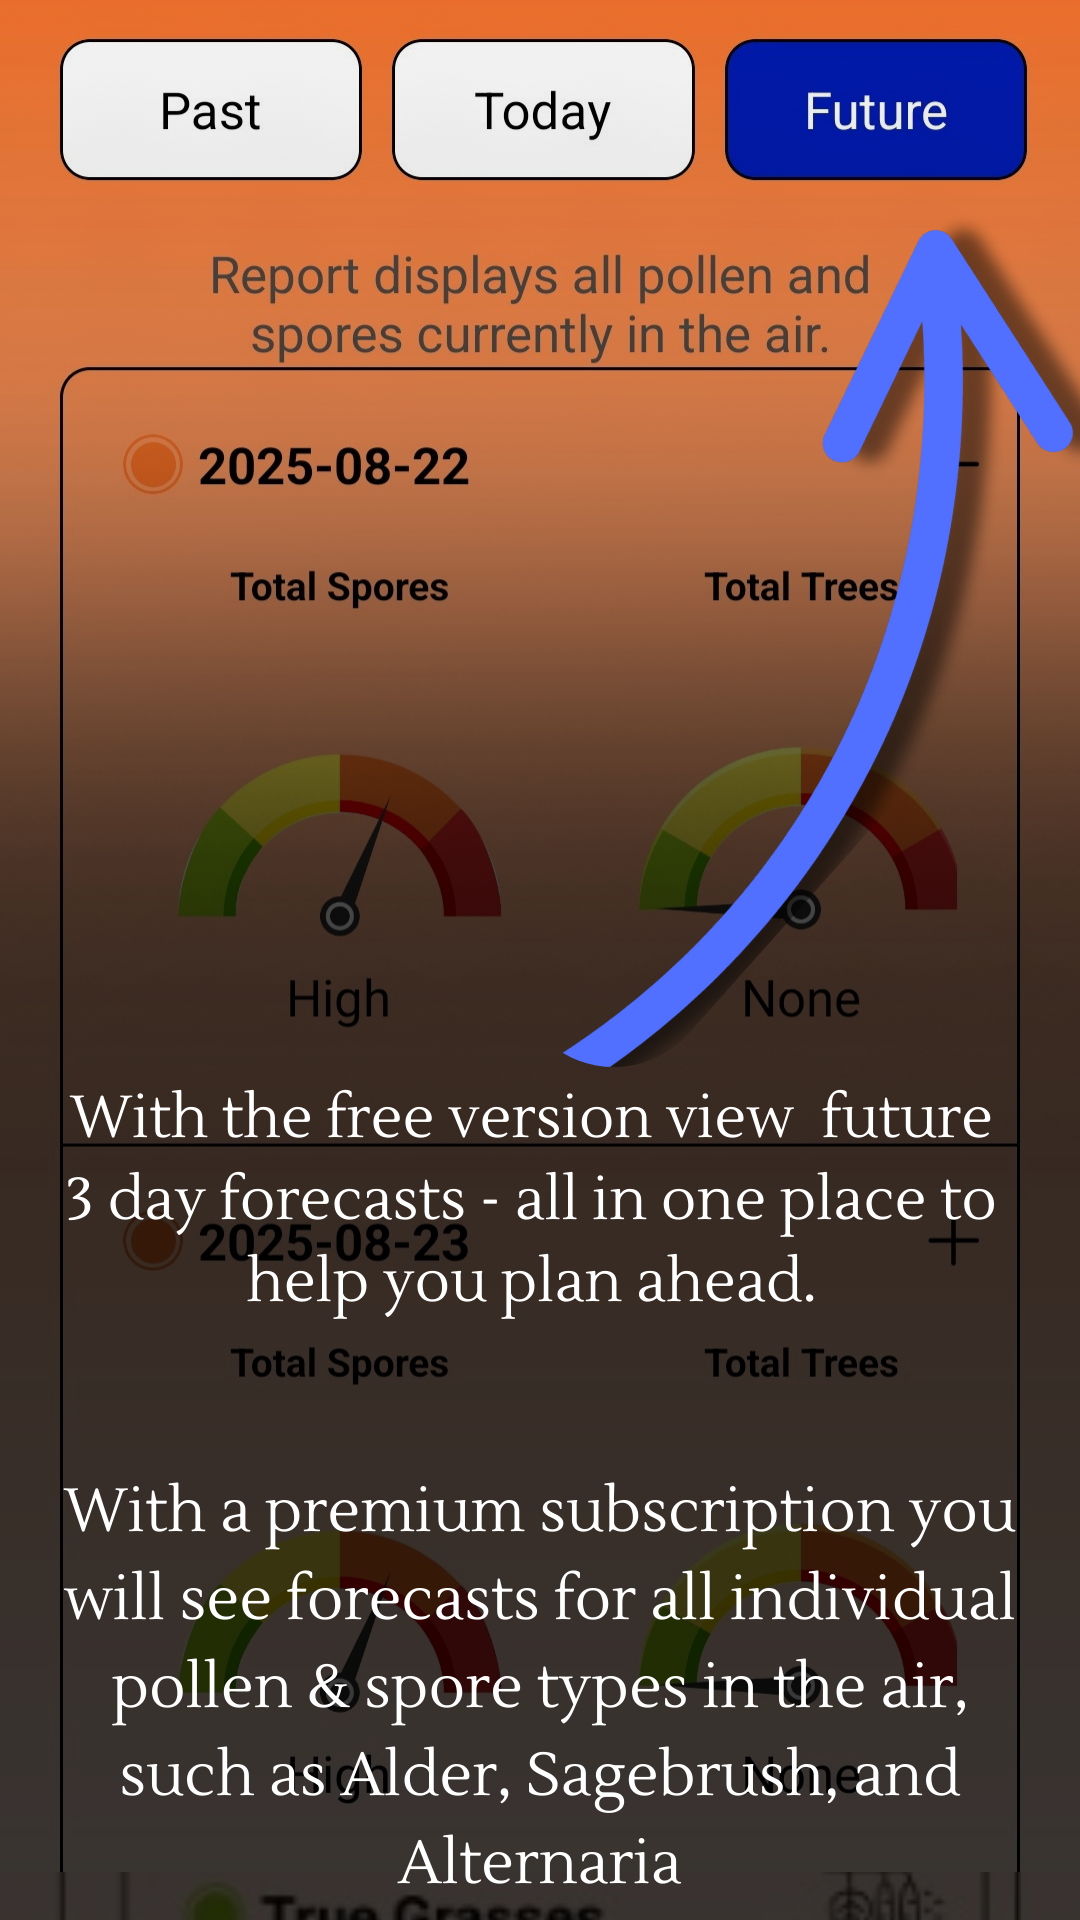 Past
Today
Future
Report displays all pollen and
spores currently in the air.
2025-08-22
Total Spores
Total Trees
High
None
With the free version view  future
3 day forecasts - all in one place to
help you plan ahead.
2025-08-23
Total Spores
Total Trees
With a premium subscription you
will see forecasts for all individual
pollen & spore types in the air,
such as Alder, Sagebrush, and
Alternaria
High
None
True Grasses